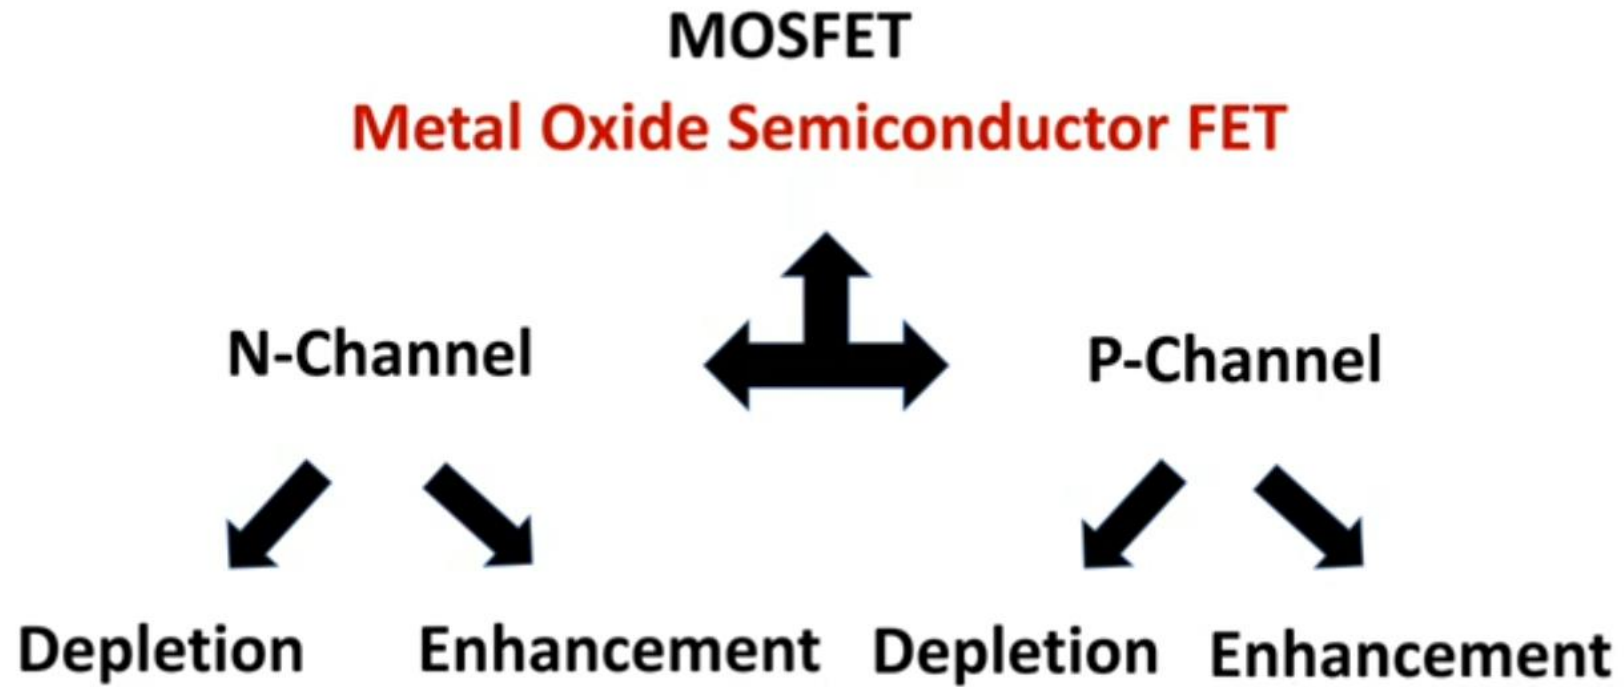 MOSFET
Metal Oxide Semiconductor FET
N-Channel
P-Channel
Depletion
Enhancement
Depletion
Enhancement